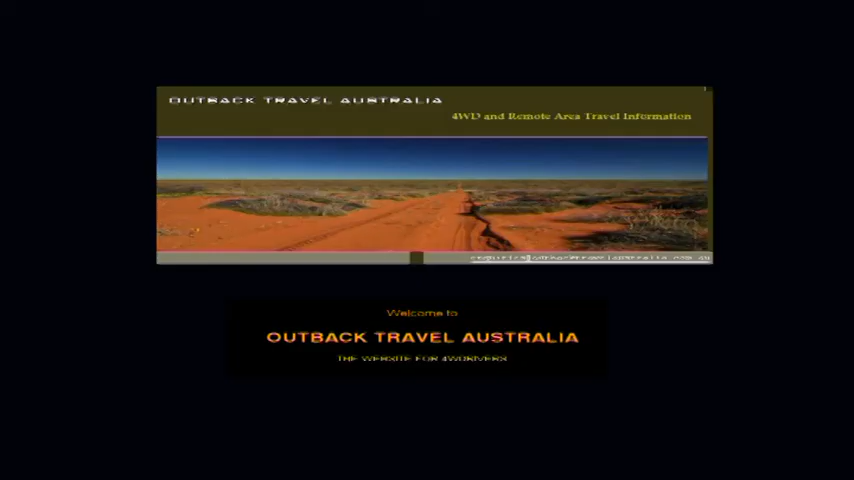 OUTBACK TRAVEL AUSTRALIA
4WD and Remote Area Travel Information
Welcome to
OUTBACK TRAVEL AUSTRALIA
THE WEBSITE FOR 4WDRIVERS